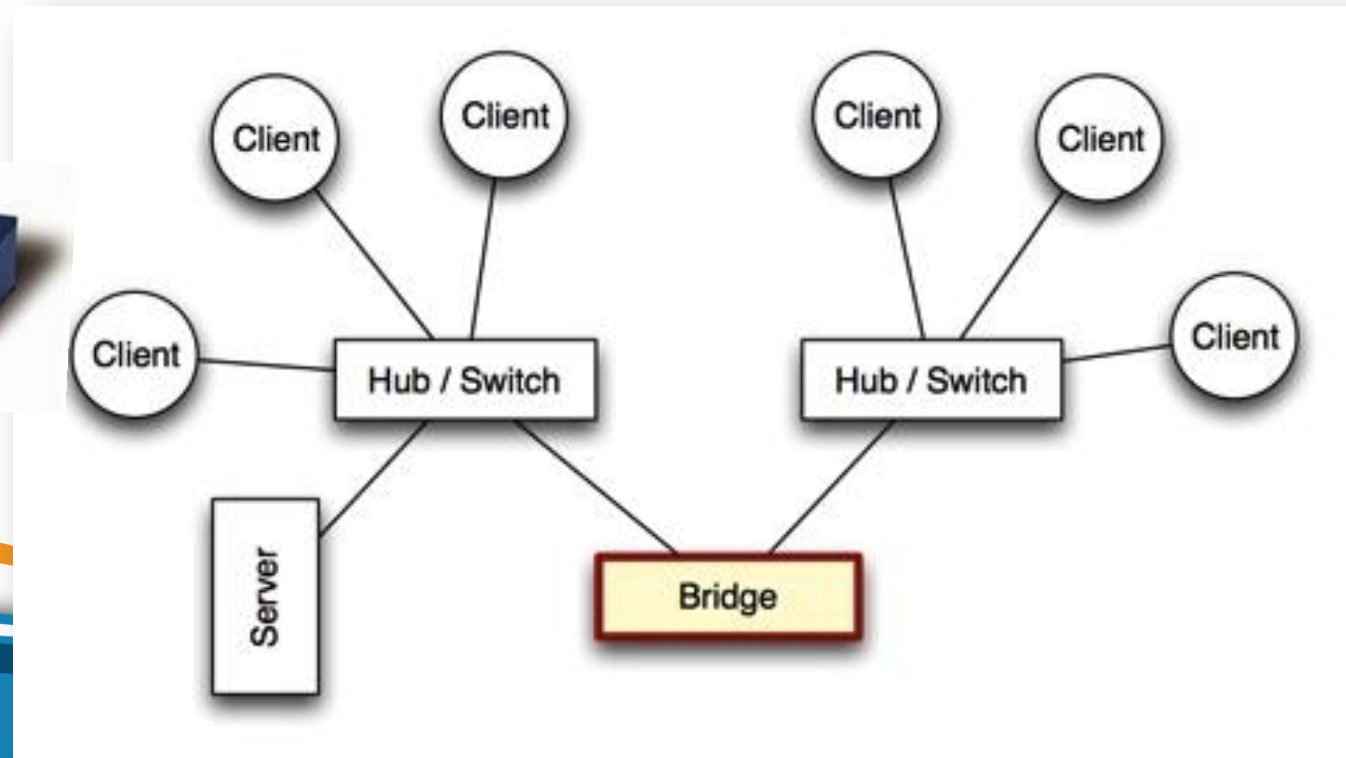 Client
Client
Client
Client
Client
Client
Hub / Switch
Hub / Switch
Server
Bridge